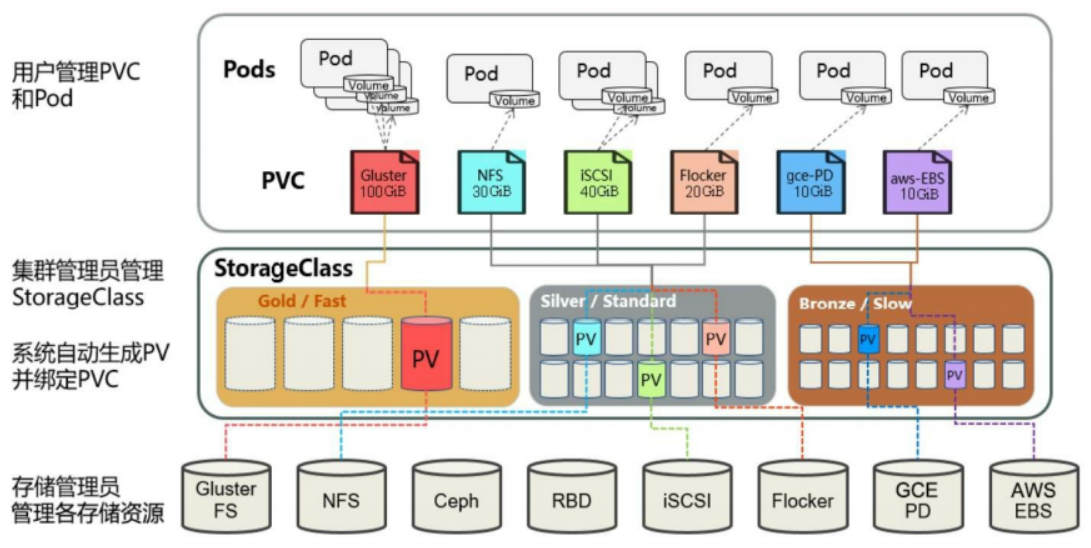 用户管理PVC
和Pod
Pods
Pod
Volume
Volume
Volume
Pod
Volume
Pod
Volume
Volume
Pod
Volume
Pod
Volume
Pod
Volume
PVC
Gluster
100GiB
NFS
30GiB
iSCSI
40GiB
Flocker
20GiB
gce-PD
10GiB
aws-EBS
10GiB
集群管理员管理
StorageClass
系统自动生成PV
并绑定PVC
StorageClass
Gold / Fast
PV
Silver / Standard
PV
PV
PV
Bronze / Slow
PV
PV
存储管理员
管理各存储资源
Gluster
FS
NFS
Ceph
RBD
iSCSI
Flocker
GCE
PD
AWS
EBS